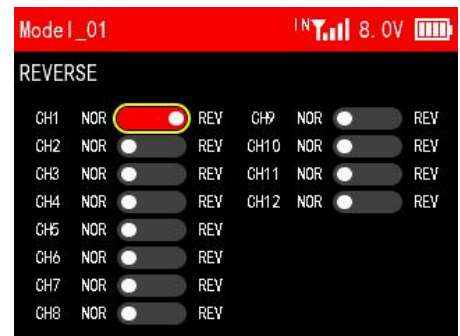 Model_01 IN 8.0V
REVERSE
CH1 NOR REV CH9 NOR REV
CH2 NOR REV CH10 NOR REV
CH3 NOR REV CH11 NOR REV
CH4 NOR REV CH12 NOR REV
CH5 NOR REV
CH6 NOR REV
CH7 NOR REV
CH8 NOR REV